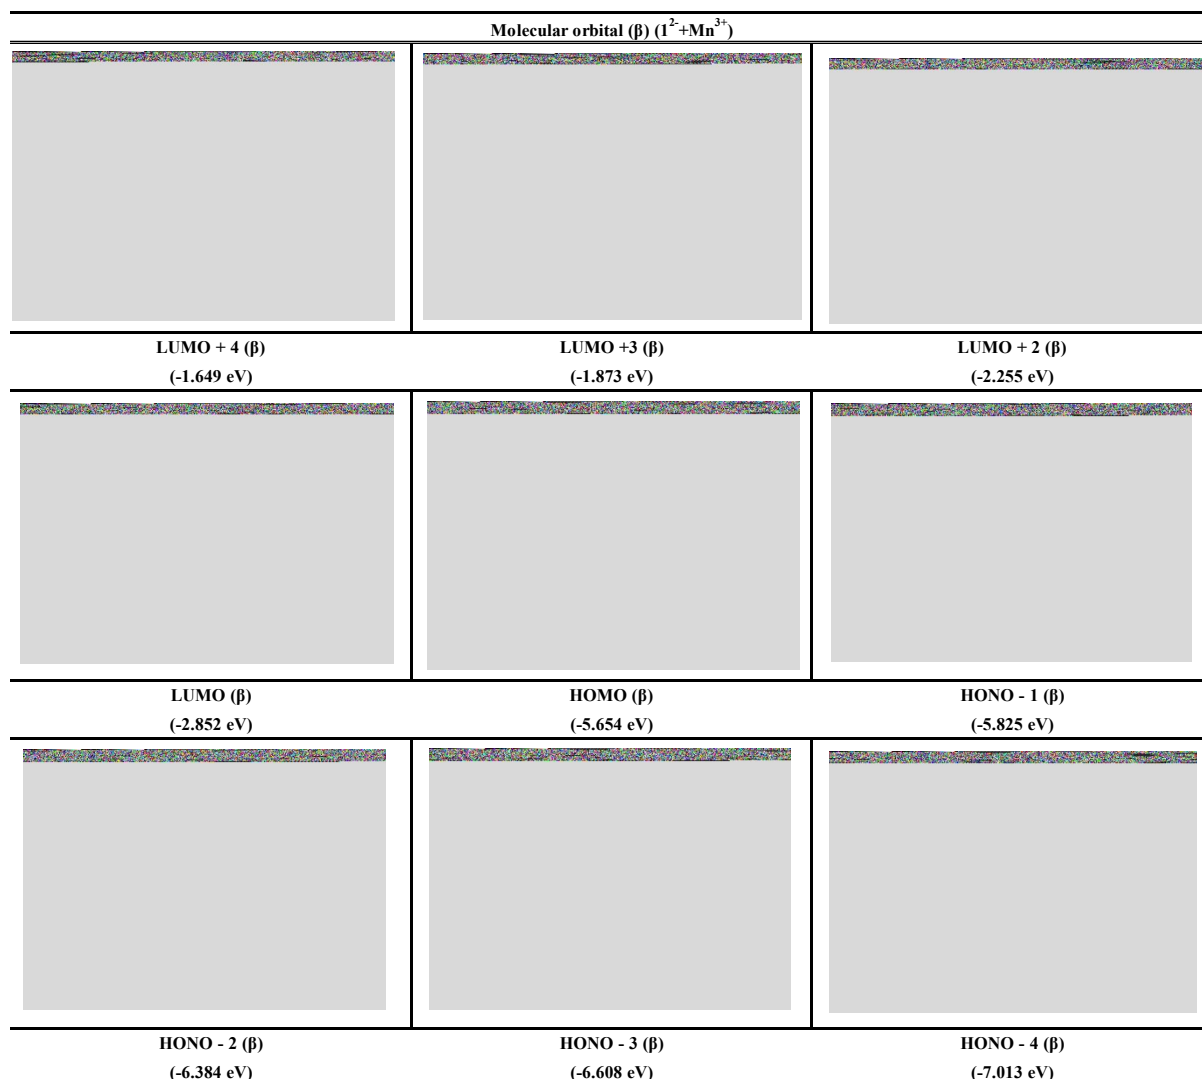 Molecular orbital (β) (1²⁻+Mn³⁺)
LUMO + 4 (β)
(-1.649 eV)
LUMO +3 (β)
(-1.873 eV)
LUMO + 2 (β)
(-2.255 eV)
LUMO (β)
(-2.852 eV)
HOMO (β)
(-5.654 eV)
HONO - 1 (β)
(-5.825 eV)
HONO - 2 (β)
(-6.384 eV)
HONO - 3 (β)
(-6.608 eV)
HONO - 4 (β)
(-7.013 eV)